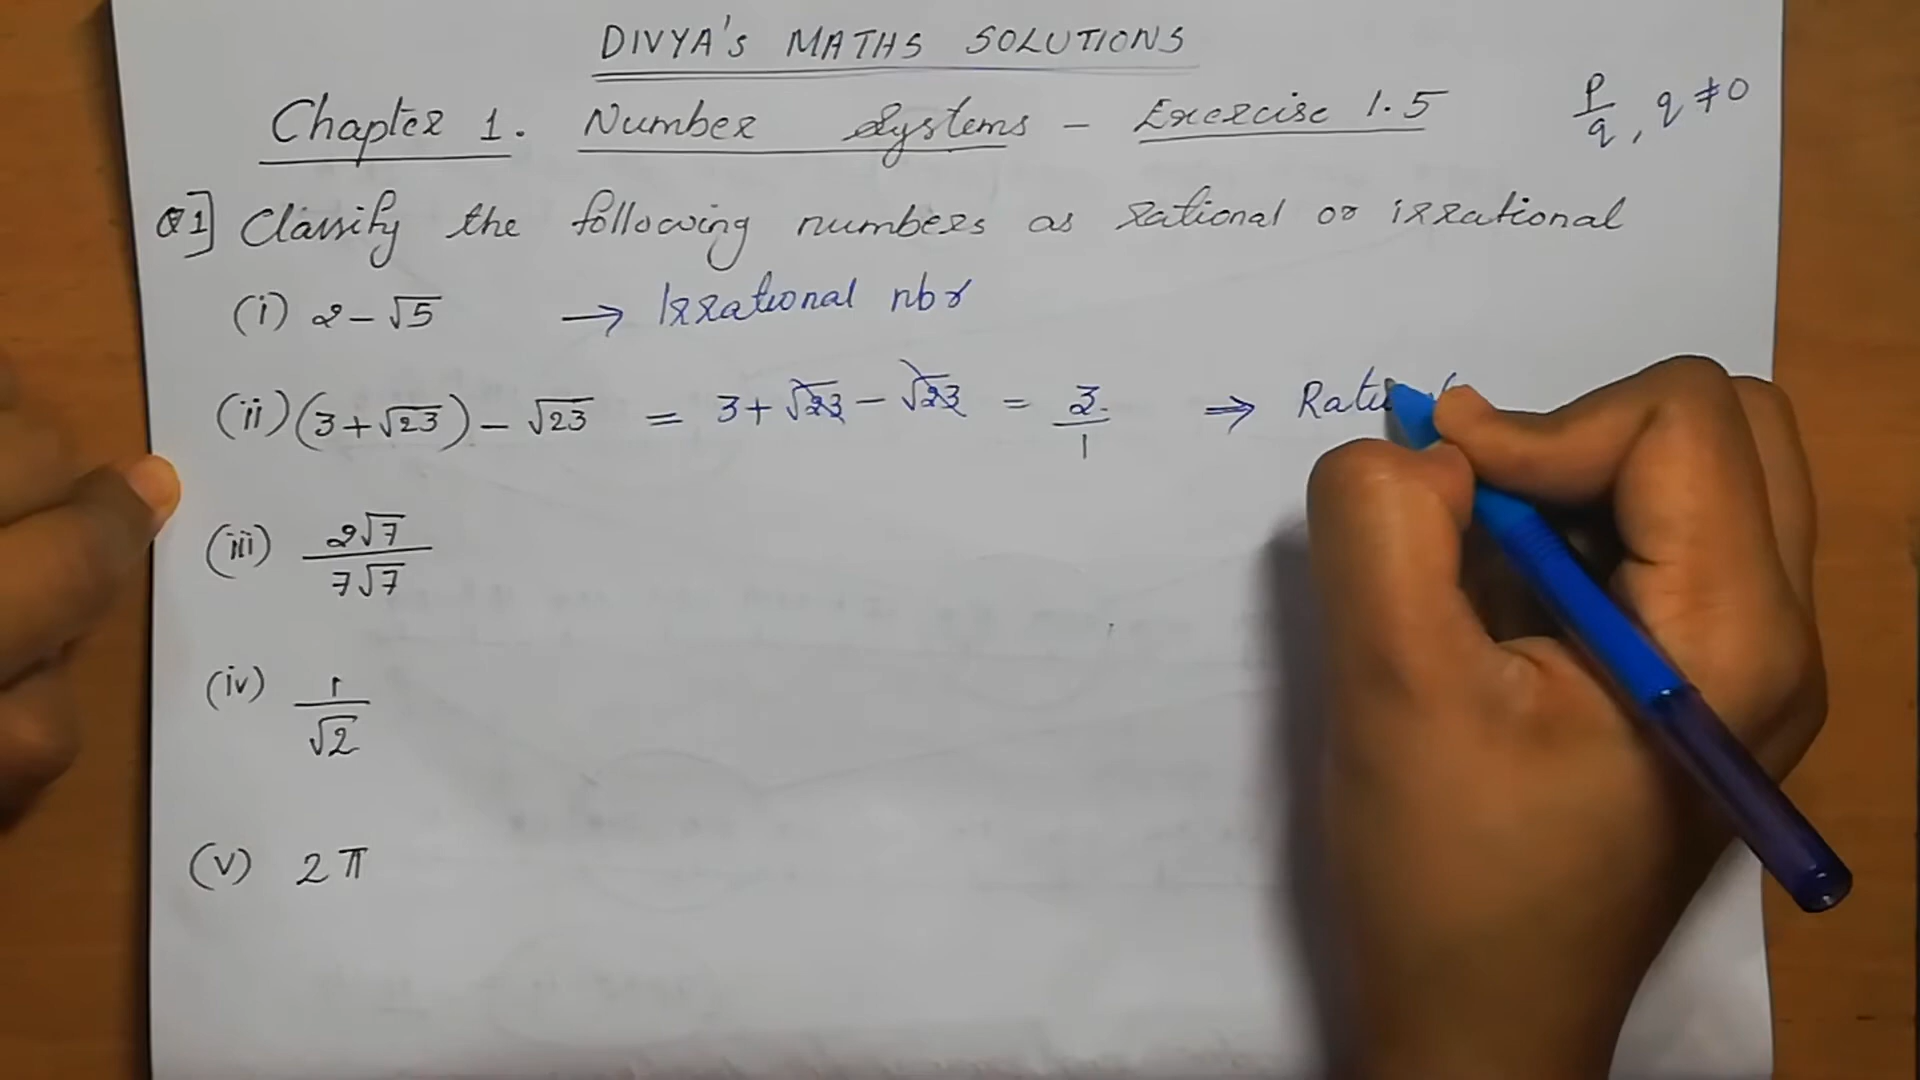 DIVYA'S MATHS SOLUTIONS
Chapter 1. Number Systems - Exercise 1.5
p/q, q ≠ 0
Q1] Classify the following numbers as rational or irrational
(i) 2 - √5 → Irrational nbr
(ii) (3 + √23) - √23 = 3 + √23 - √23 = 3/1 ⇒
(iii) 2√7 / 7√7
(iv) 1/√2
(v) 2π